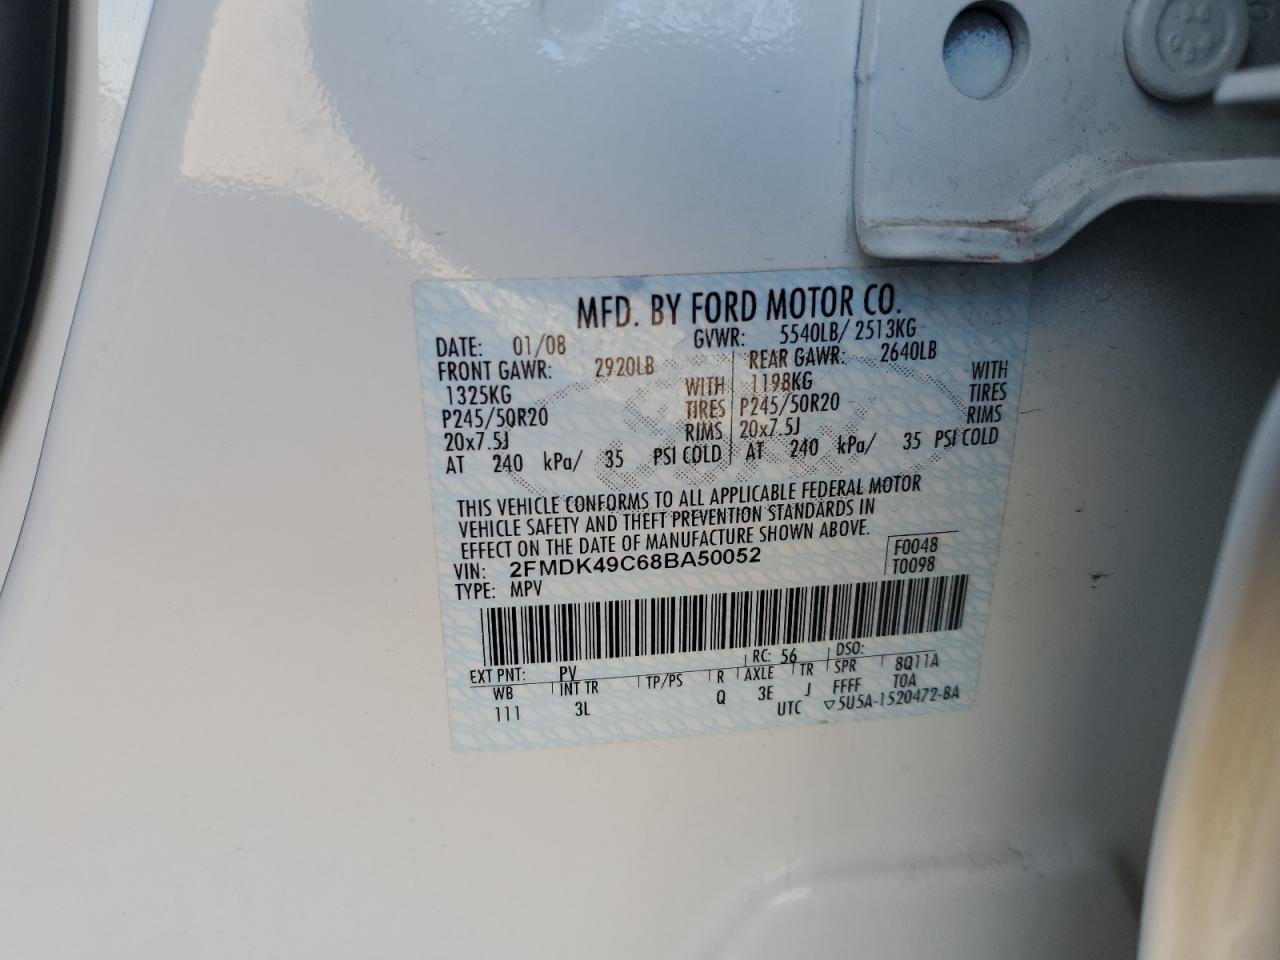 MFD. BY FORD MOTOR CO.
DATE: 01/08 GVWR: 5540LB/ 2513KG
FRONT GAWR: 2920LB REAR GAWR: 2640LB
1325KG WITH 1198KG WITH
P245/50R20 TIRES P245/50R20 TIRES
20x7.5J RIMS 20x7.5J RIMS
AT 240 kPa/ 35 PSI COLD AT 240 kPa/ 35 PSI COLD
THIS VEHICLE CONFORMS TO ALL APPLICABLE FEDERAL MOTOR
VEHICLE SAFETY AND THEFT PREVENTION STANDARDS IN
EFFECT ON THE DATE OF MANUFACTURE SHOWN ABOVE.
VIN: 2FMDK49C68BA50052 F0048
TYPE: MPV T0098
EXT PNT: PV RC: 56 DSO:
WB INT TR TP/PS R AXLE TR SPR 8Q11A
111 3L Q 3E J FFFF T0A
UTC ▽5U5A-1520472-BA